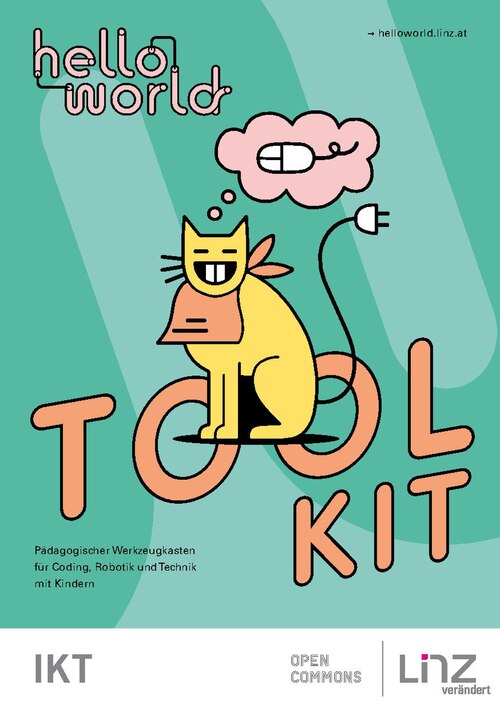 hello
world
→ helloworld.linz.at
TOOL
KIT
Pädagogischer Werkzeugkasten
für Coding, Robotik und Technik
mit Kindern
IKT
OPEN
COMMONS
Linz
verändert